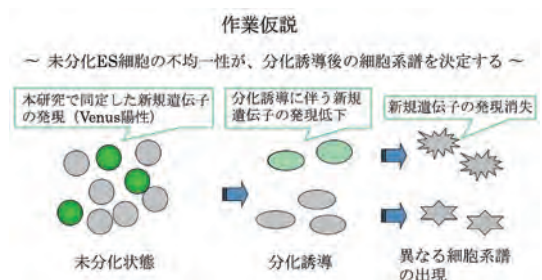 作業仮説
～ 未分化ES細胞の不均一性が、分化誘導後の細胞系譜を決定する ～
本研究で同定した新規遺伝子
の発現（Venus陽性）
分化誘導に伴う新規
遺伝子の発現低下
新規遺伝子の発現消失
未分化状態
分化誘導
異なる細胞系譜
の出現